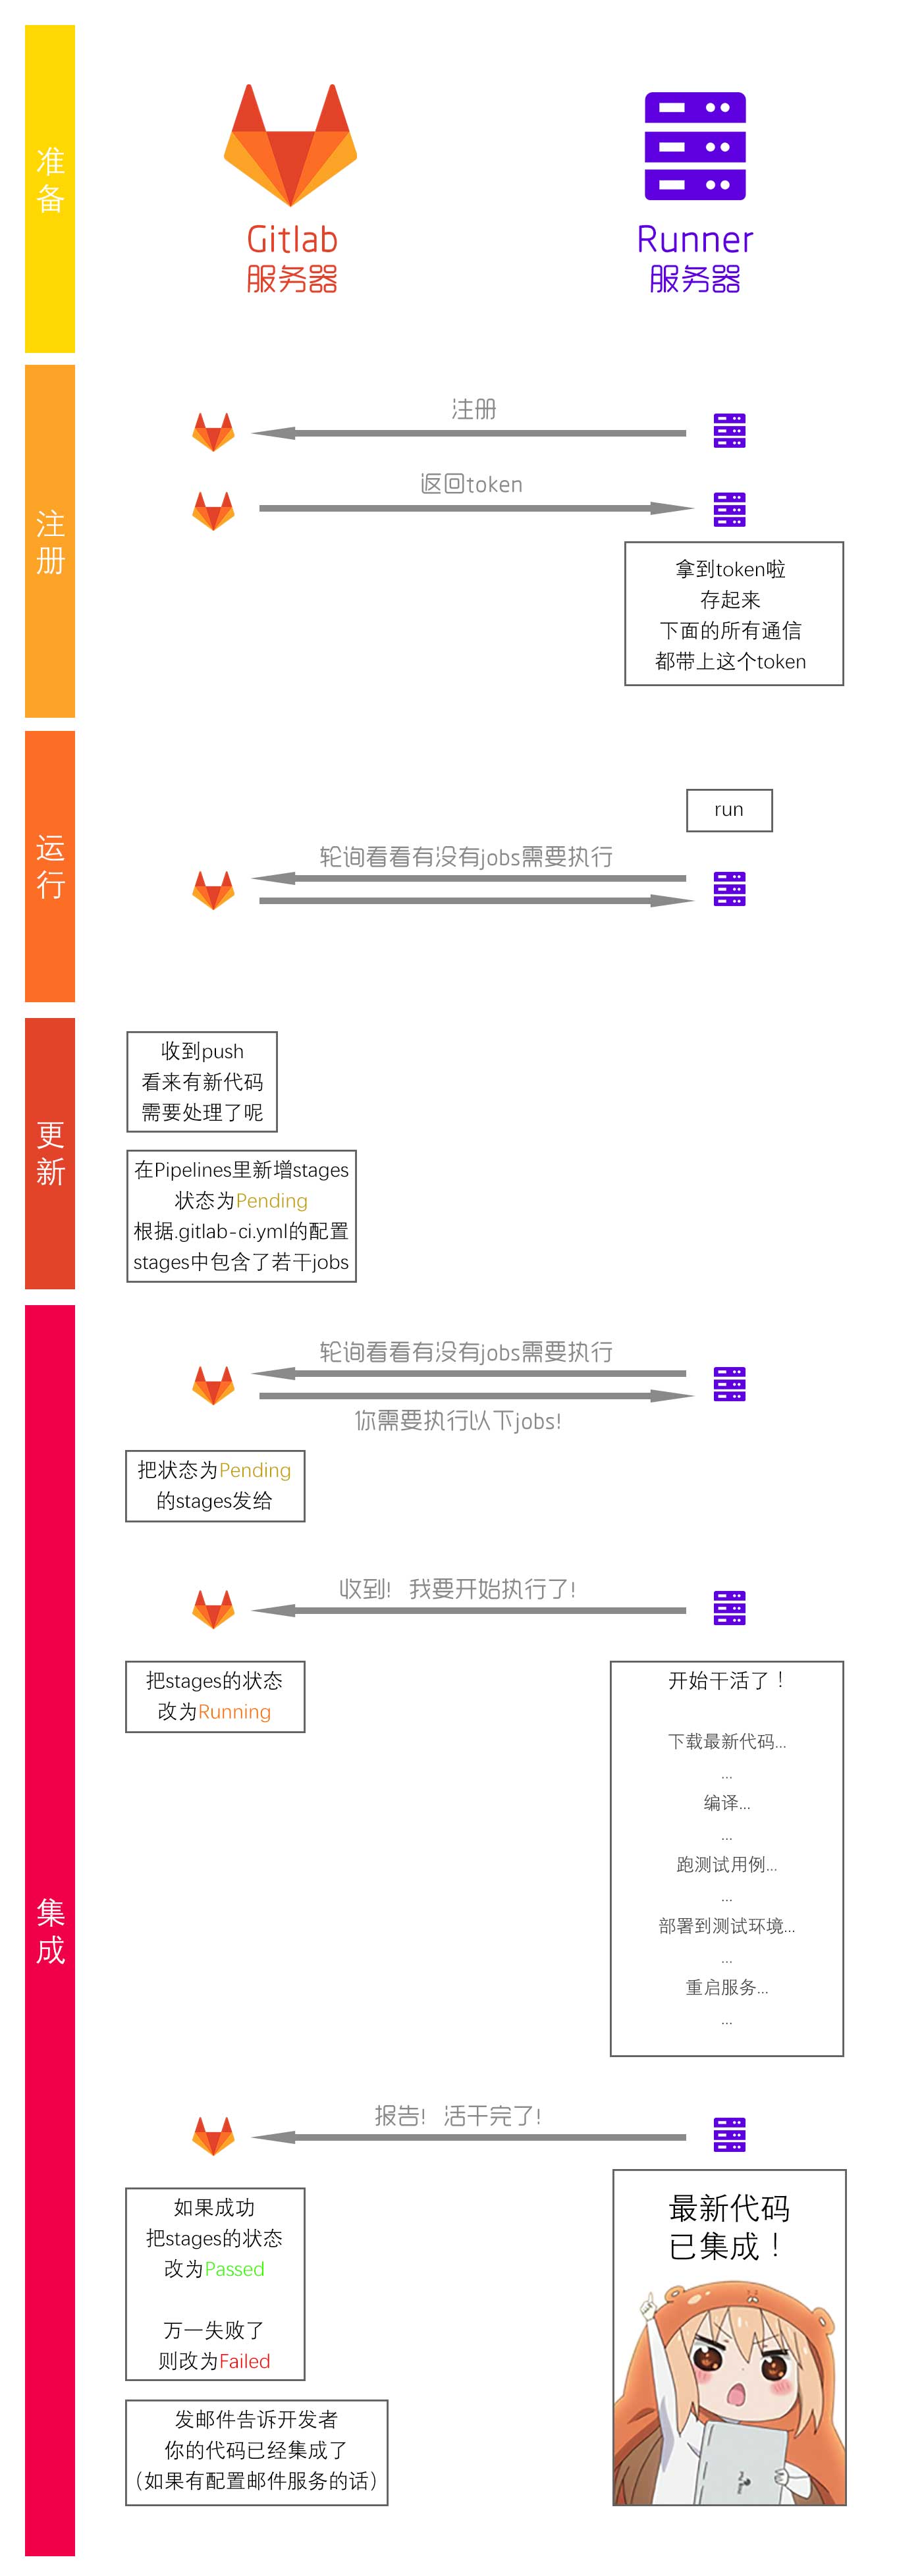 准备
Gitlab
服务器
Runner
服务器
注册
注册
返回token
拿到token啦
存起来
下面的所有通信
都带上这个token
运行
run
轮询看看有没有jobs需要执行
更新
收到push
看来有新代码
需要处理了呢
在Pipelines里新增stages
状态为Pending
根据.gitlab-ci.yml的配置
stages中包含了若干jobs
集成
轮询看看有没有jobs需要执行
你需要执行以下jobs!
把状态为Pending
的stages发给
收到! 我要开始执行了!
把stages的状态
改为Running
开始干活了！
下载最新代码...
...
编译...
...
跑测试用例...
...
部署到测试环境...
...
重启服务...
...
报告! 活干完了!
如果成功
把stages的状态
改为Passed
万一失败了
则改为Failed
发邮件告诉开发者
你的代码已经集成了
(如果有配置邮件服务的话)
最新代码
已集成！